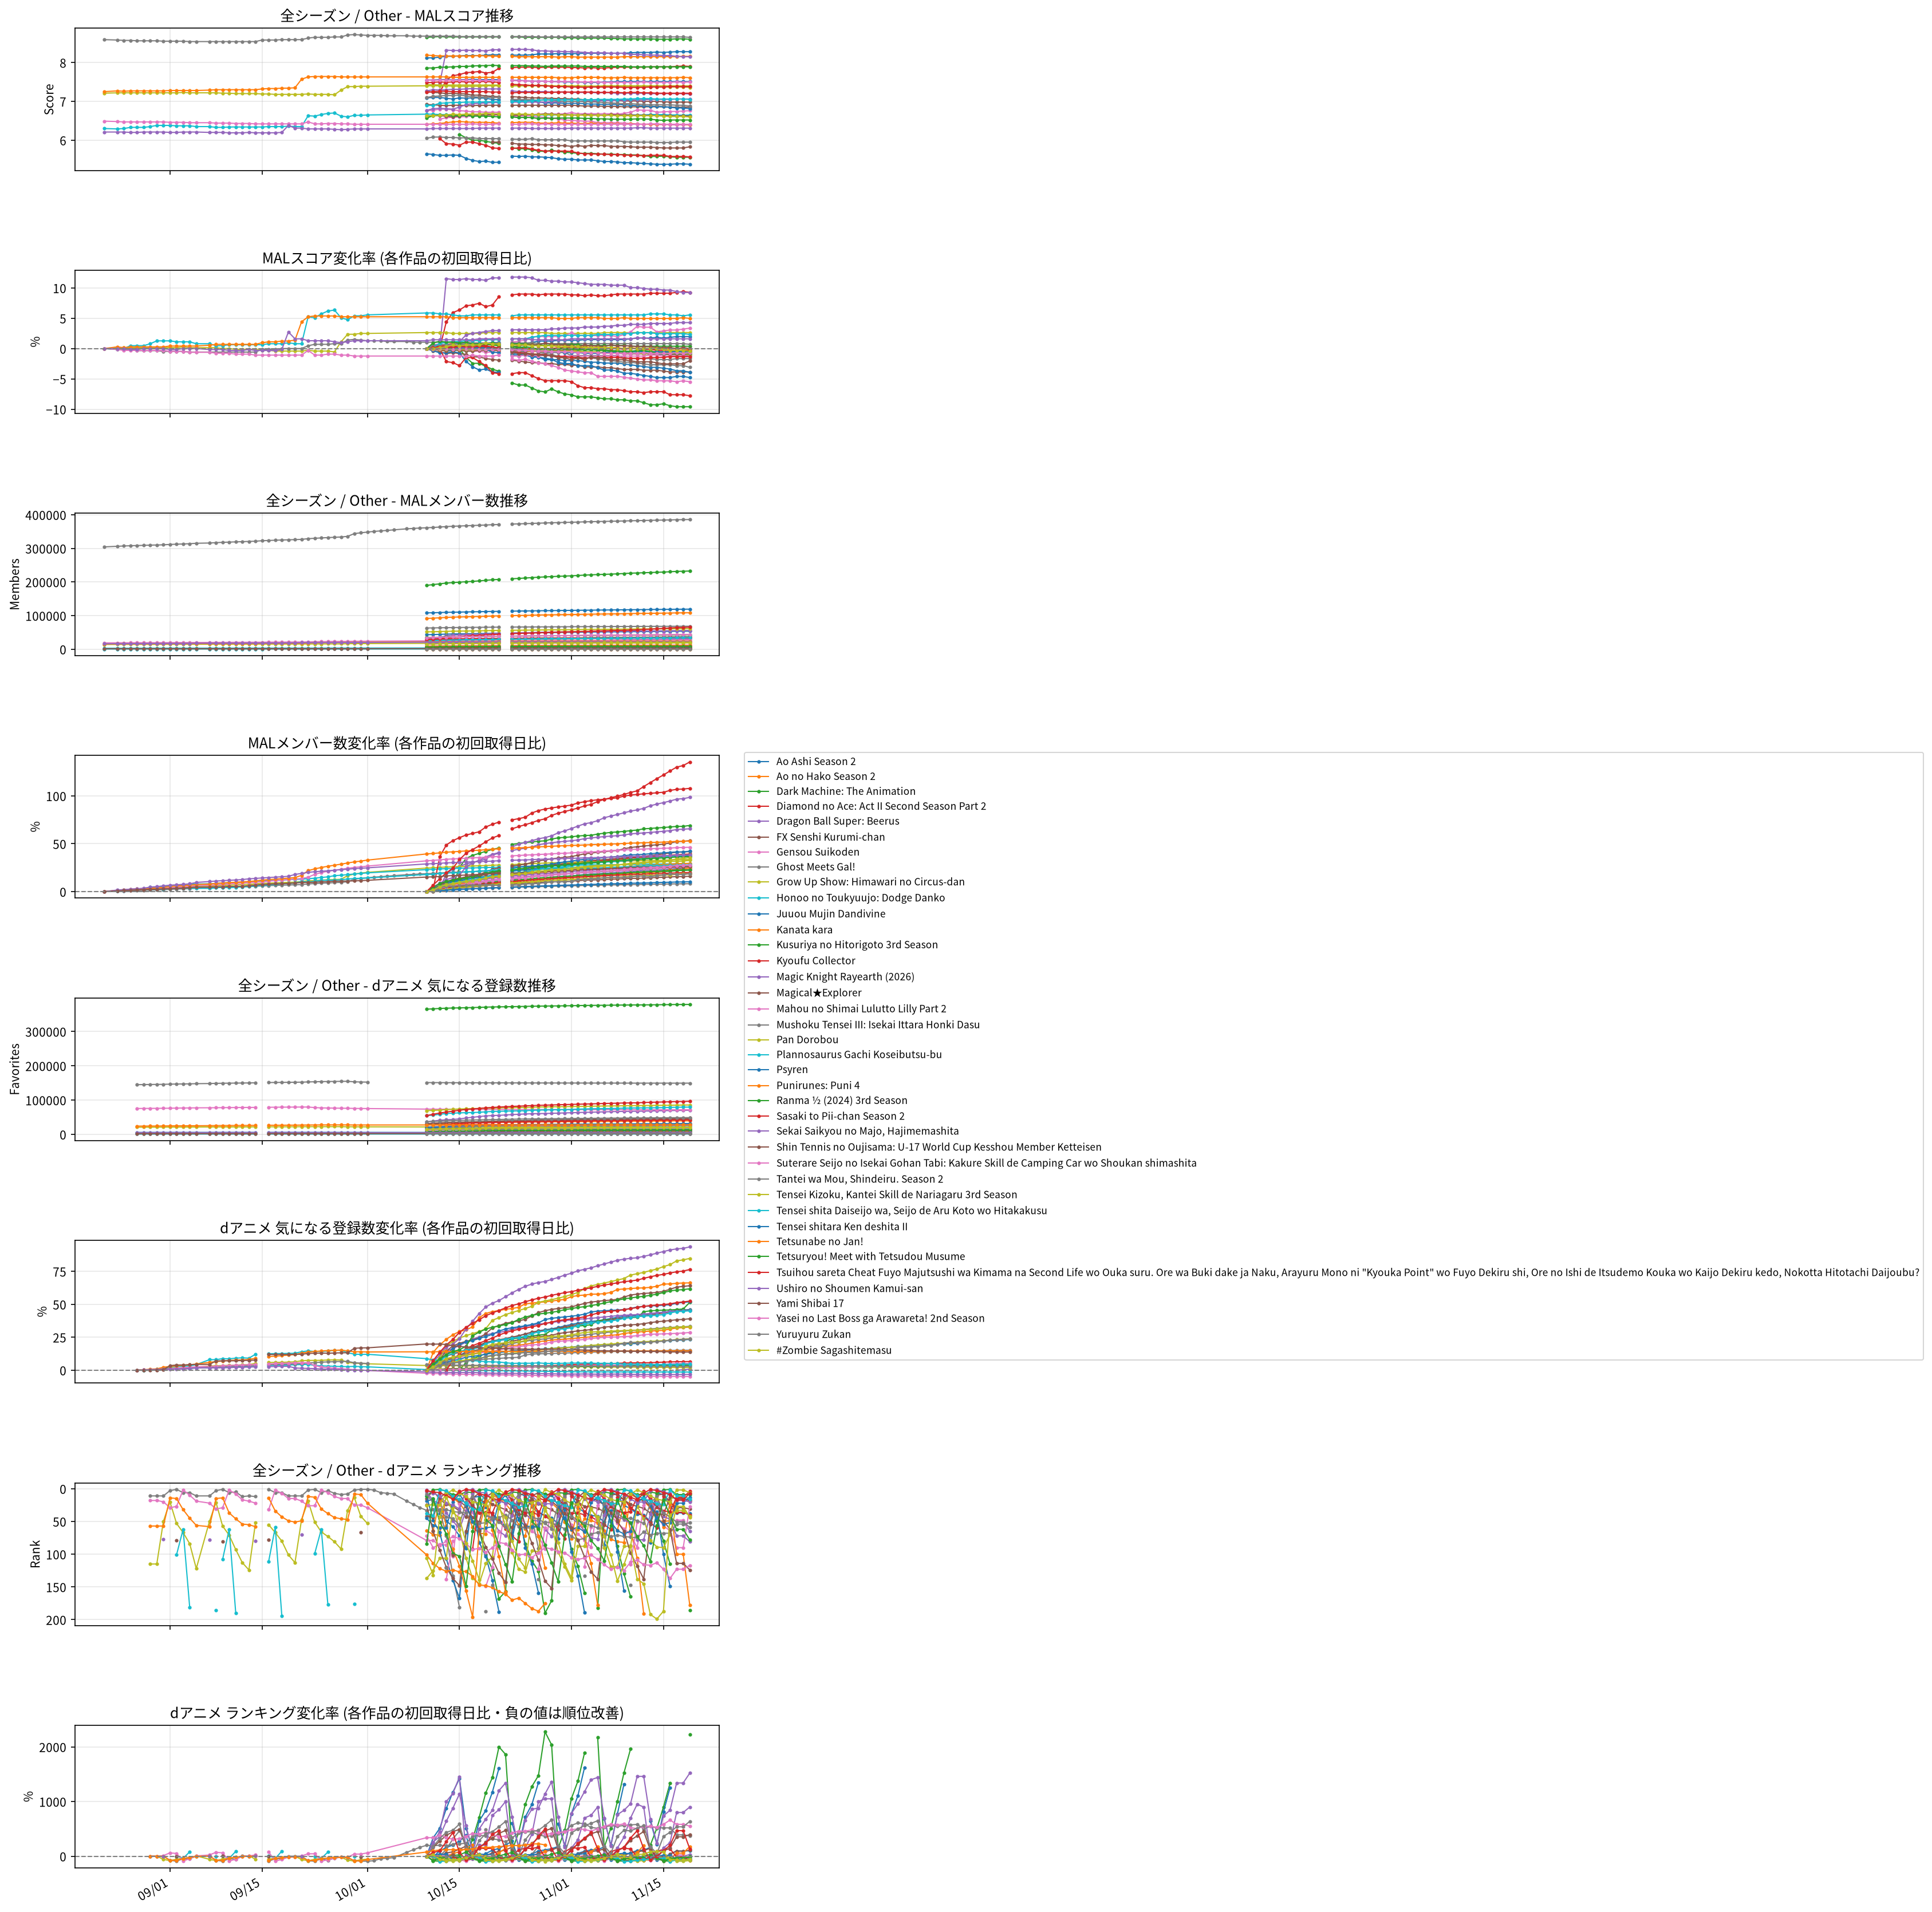 全シーズン / Other - MALスコア推移
Score
8
7
6
MALスコア変化率 (各作品の初回取得日比)
%
10
5
0
−5
−10
全シーズン / Other - MALメンバー数推移
Members
400000
300000
200000
100000
0
MALメンバー数変化率 (各作品の初回取得日比)
%
100
50
0
全シーズン / Other - dアニメ 気になる登録数推移
Favorites
300000
200000
100000
0
dアニメ 気になる登録数変化率 (各作品の初回取得日比)
%
75
50
25
0
全シーズン / Other - dアニメ ランキング推移
Rank
0
50
100
150
200
dアニメ ランキング変化率 (各作品の初回取得日比・負の値は順位改善)
%
2000
1000
0
09/01
09/15
10/01
10/15
11/01
11/15
Ao Ashi Season 2
Ao no Hako Season 2
Dark Machine: The Animation
Diamond no Ace: Act II Second Season Part 2
Dragon Ball Super: Beerus
FX Senshi Kurumi-chan
Gensou Suikoden
Ghost Meets Gal!
Grow Up Show: Himawari no Circus-dan
Honoo no Toukyuujo: Dodge Danko
Juuou Mujin Dandivine
Kanata kara
Kusuriya no Hitorigoto 3rd Season
Kyoufu Collector
Magic Knight Rayearth (2026)
Magical★Explorer
Mahou no Shimai Lulutto Lilly Part 2
Mushoku Tensei III: Isekai Ittara Honki Dasu
Pan Dorobou
Plannosaurus Gachi Koseibutsu-bu
Psyren
Punirunes: Puni 4
Ranma ½ (2024) 3rd Season
Sasaki to Pii-chan Season 2
Sekai Saikyou no Majo, Hajimemashita
Shin Tennis no Oujisama: U-17 World Cup Kesshou Member Ketteisen
Suterare Seijo no Isekai Gohan Tabi: Kakure Skill de Camping Car wo Shoukan shimashita
Tantei wa Mou, Shindeiru. Season 2
Tensei Kizoku, Kantei Skill de Nariagaru 3rd Season
Tensei shita Daiseijo wa, Seijo de Aru Koto wo Hitakakusu
Tensei shitara Ken deshita II
Tetsunabe no Jan!
Tetsuryou! Meet with Tetsudou Musume
Tsuihou sareta Cheat Fuyo Majutsushi wa Kimama na Second Life wo Ouka suru. Ore wa Buki dake ja Naku, Arayuru Mono ni "Kyouka Point" wo Fuyo Dekiru shi, Ore no Ishi de Itsudemo Kouka wo Kaijo Dekiru kedo, Nokotta Hitotachi Daijoubu?
Ushiro no Shoumen Kamui-san
Yami Shibai 17
Yasei no Last Boss ga Arawareta! 2nd Season
Yuruyuru Zukan
#Zombie Sagashitemasu